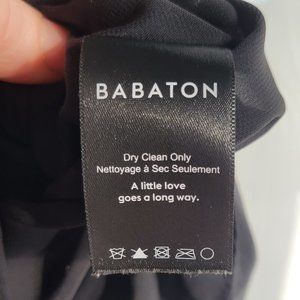 BABATON
Dry Clean Only
Nettoyage à Sec Seulement
A little love
goes a long way.